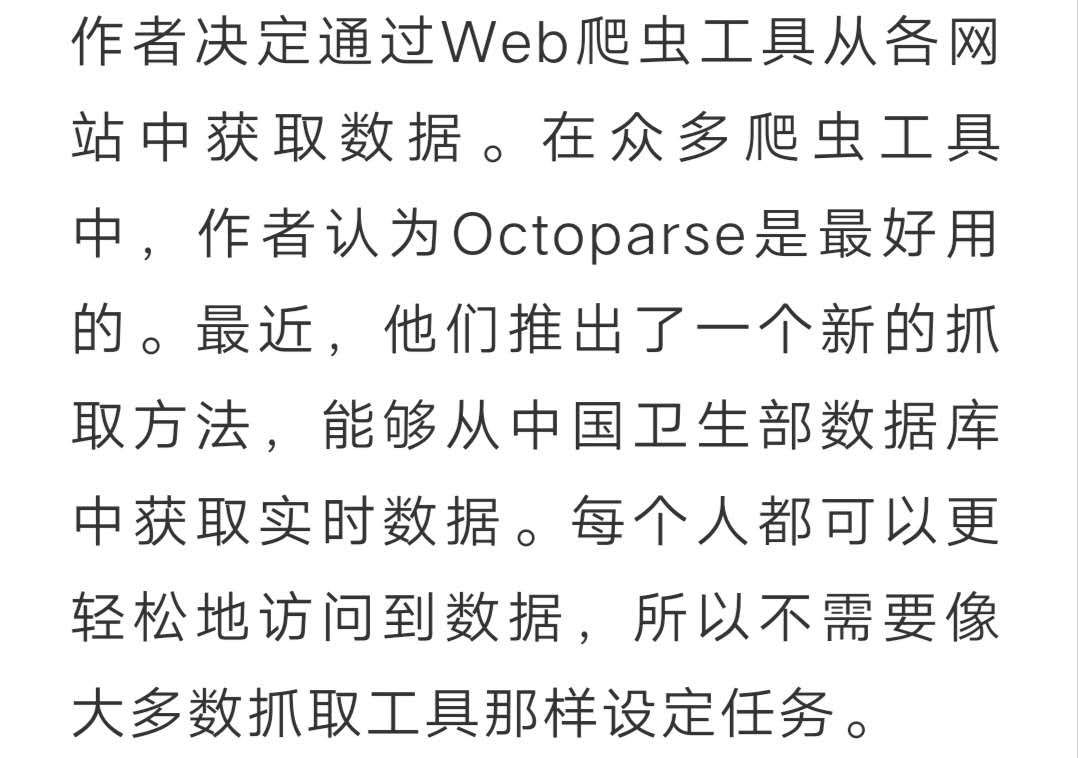 作者决定通过Web爬虫工具从各网
站中获取数据。在众多爬虫工具
中，作者认为Octoparse是最好用
的。最近，他们推出了一个新的抓
取方法，能够从中国卫生部数据库
中获取实时数据。每个人都可以更
轻松地访问到数据，所以不需要像
大多数抓取工具那样设定任务。